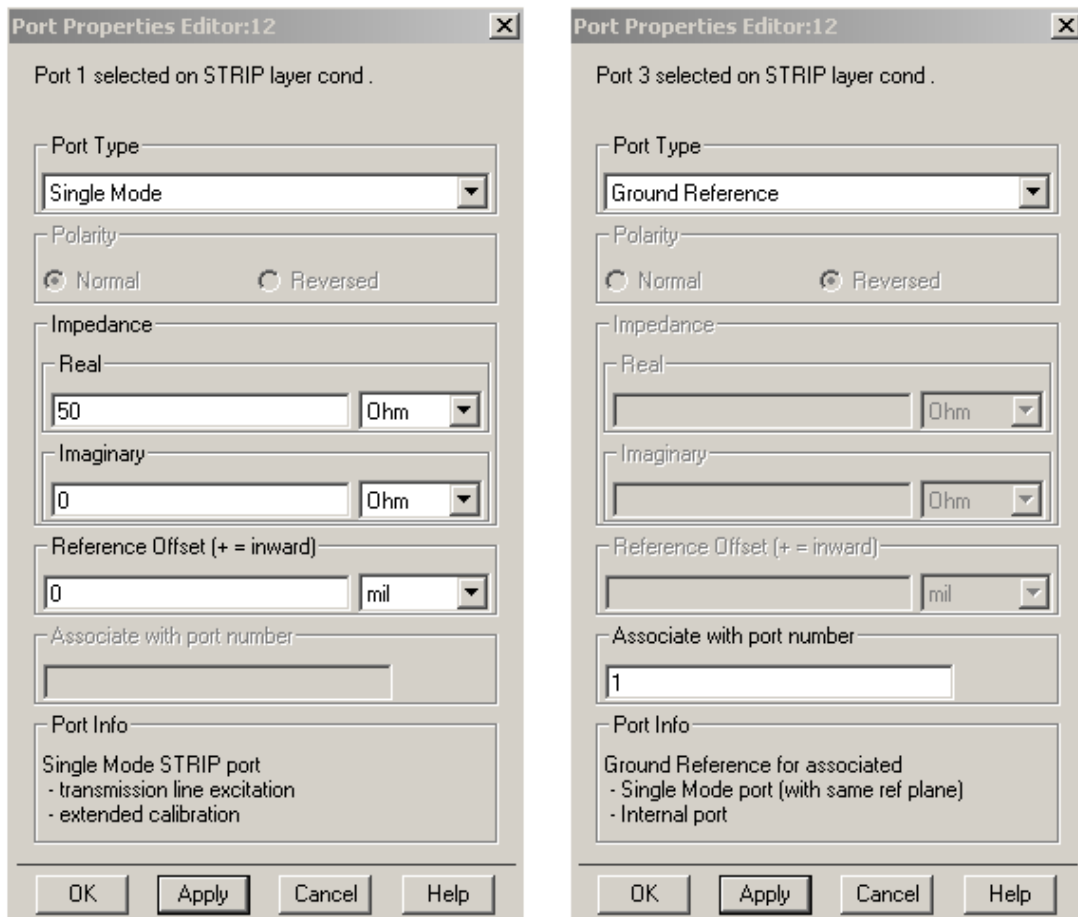 Port Properties Editor:12
Port 1 selected on STRIP layer cond .
Port Type
Single Mode
Polarity
Normal Reversed
Impedance
Real
50 Ohm
Imaginary
0 Ohm
Reference Offset (+ = inward)
0 mil
Associate with port number
Port Info
Single Mode STRIP port
- transmission line excitation
- extended calibration
OK Apply Cancel Help
Port Properties Editor:12
Port 3 selected on STRIP layer cond .
Port Type
Ground Reference
Polarity
Normal Reversed
Impedance
Real
Ohm
Imaginary
Ohm
Reference Offset (+ = inward)
mil
Associate with port number
1
Port Info
Ground Reference for associated
- Single Mode port (with same ref plane)
- Internal port
OK Apply Cancel Help